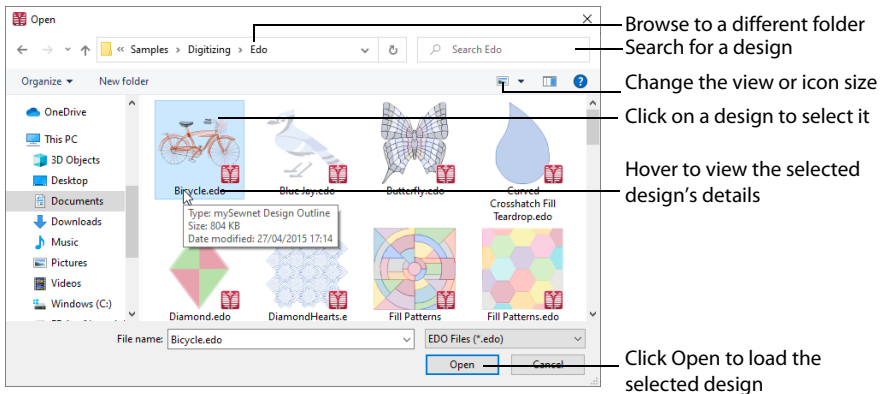 Open
Browse to a different folder
« Samples › Digitizing › Edo
Search Edo
Search for a design
Organize
New folder
Change the view or icon size
OneDrive
This PC
3D Objects
Desktop
Documents
Downloads
Music
Pictures
Videos
Windows (C:)
Click on a design to select it
Bicycle.edo
Blue Jay.edo
Butterfly.edo
Curved
Crosshatch Fill
Teardrop.edo
Hover to view the selected
design's details
Type: mySewnet Design Outline
Size: 804 KB
Date modified: 27/04/2015 17:14
Diamond.edo
DiamondHearts.e
Fill Patterns
Fill Patterns.edo
File name:
Bicycle.edo
EDO Files (*.edo)
Open
Cancel
Click Open to load the
selected design